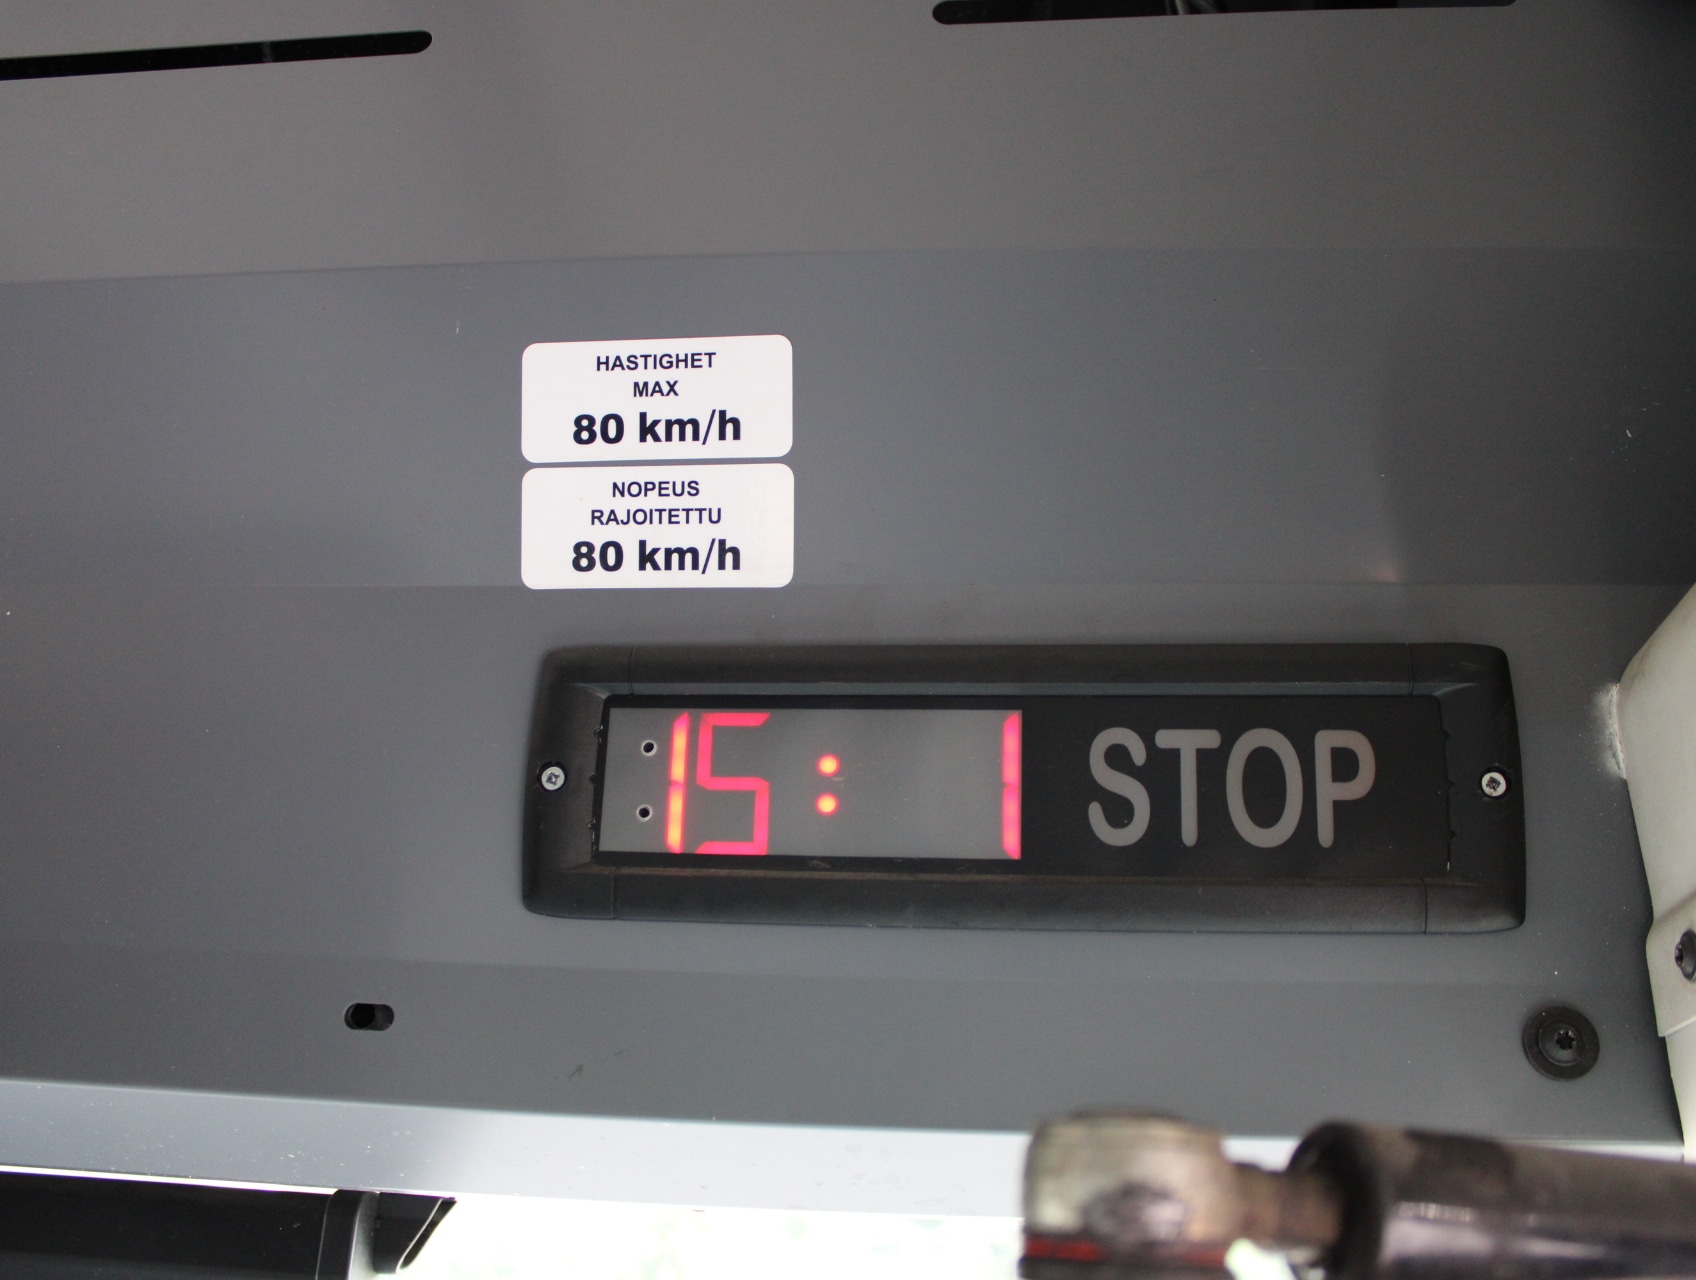 HASTIGHET
MAX
80 km/h
NOPEUS
RAJOITETTU
80 km/h
15: 1 STOP